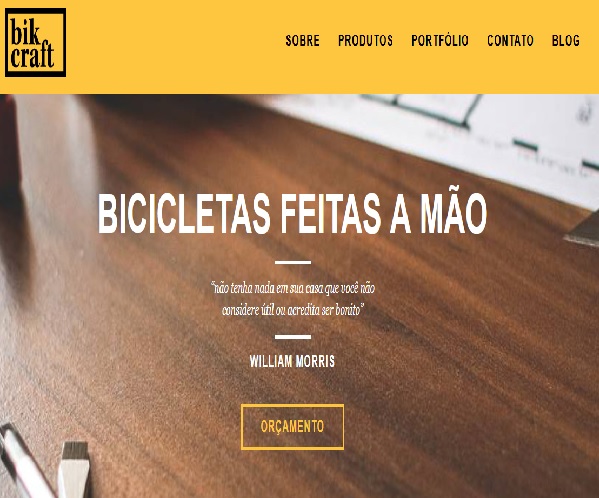 bik
craft
SOBRE PRODUTOS PORTFÓLIO CONTATO BLOG
BICICLETAS FEITAS A MÃO
“não tenha nada em sua casa que você não
considere útil ou acredita ser bonito”
WILLIAM MORRIS
ORÇAMENTO